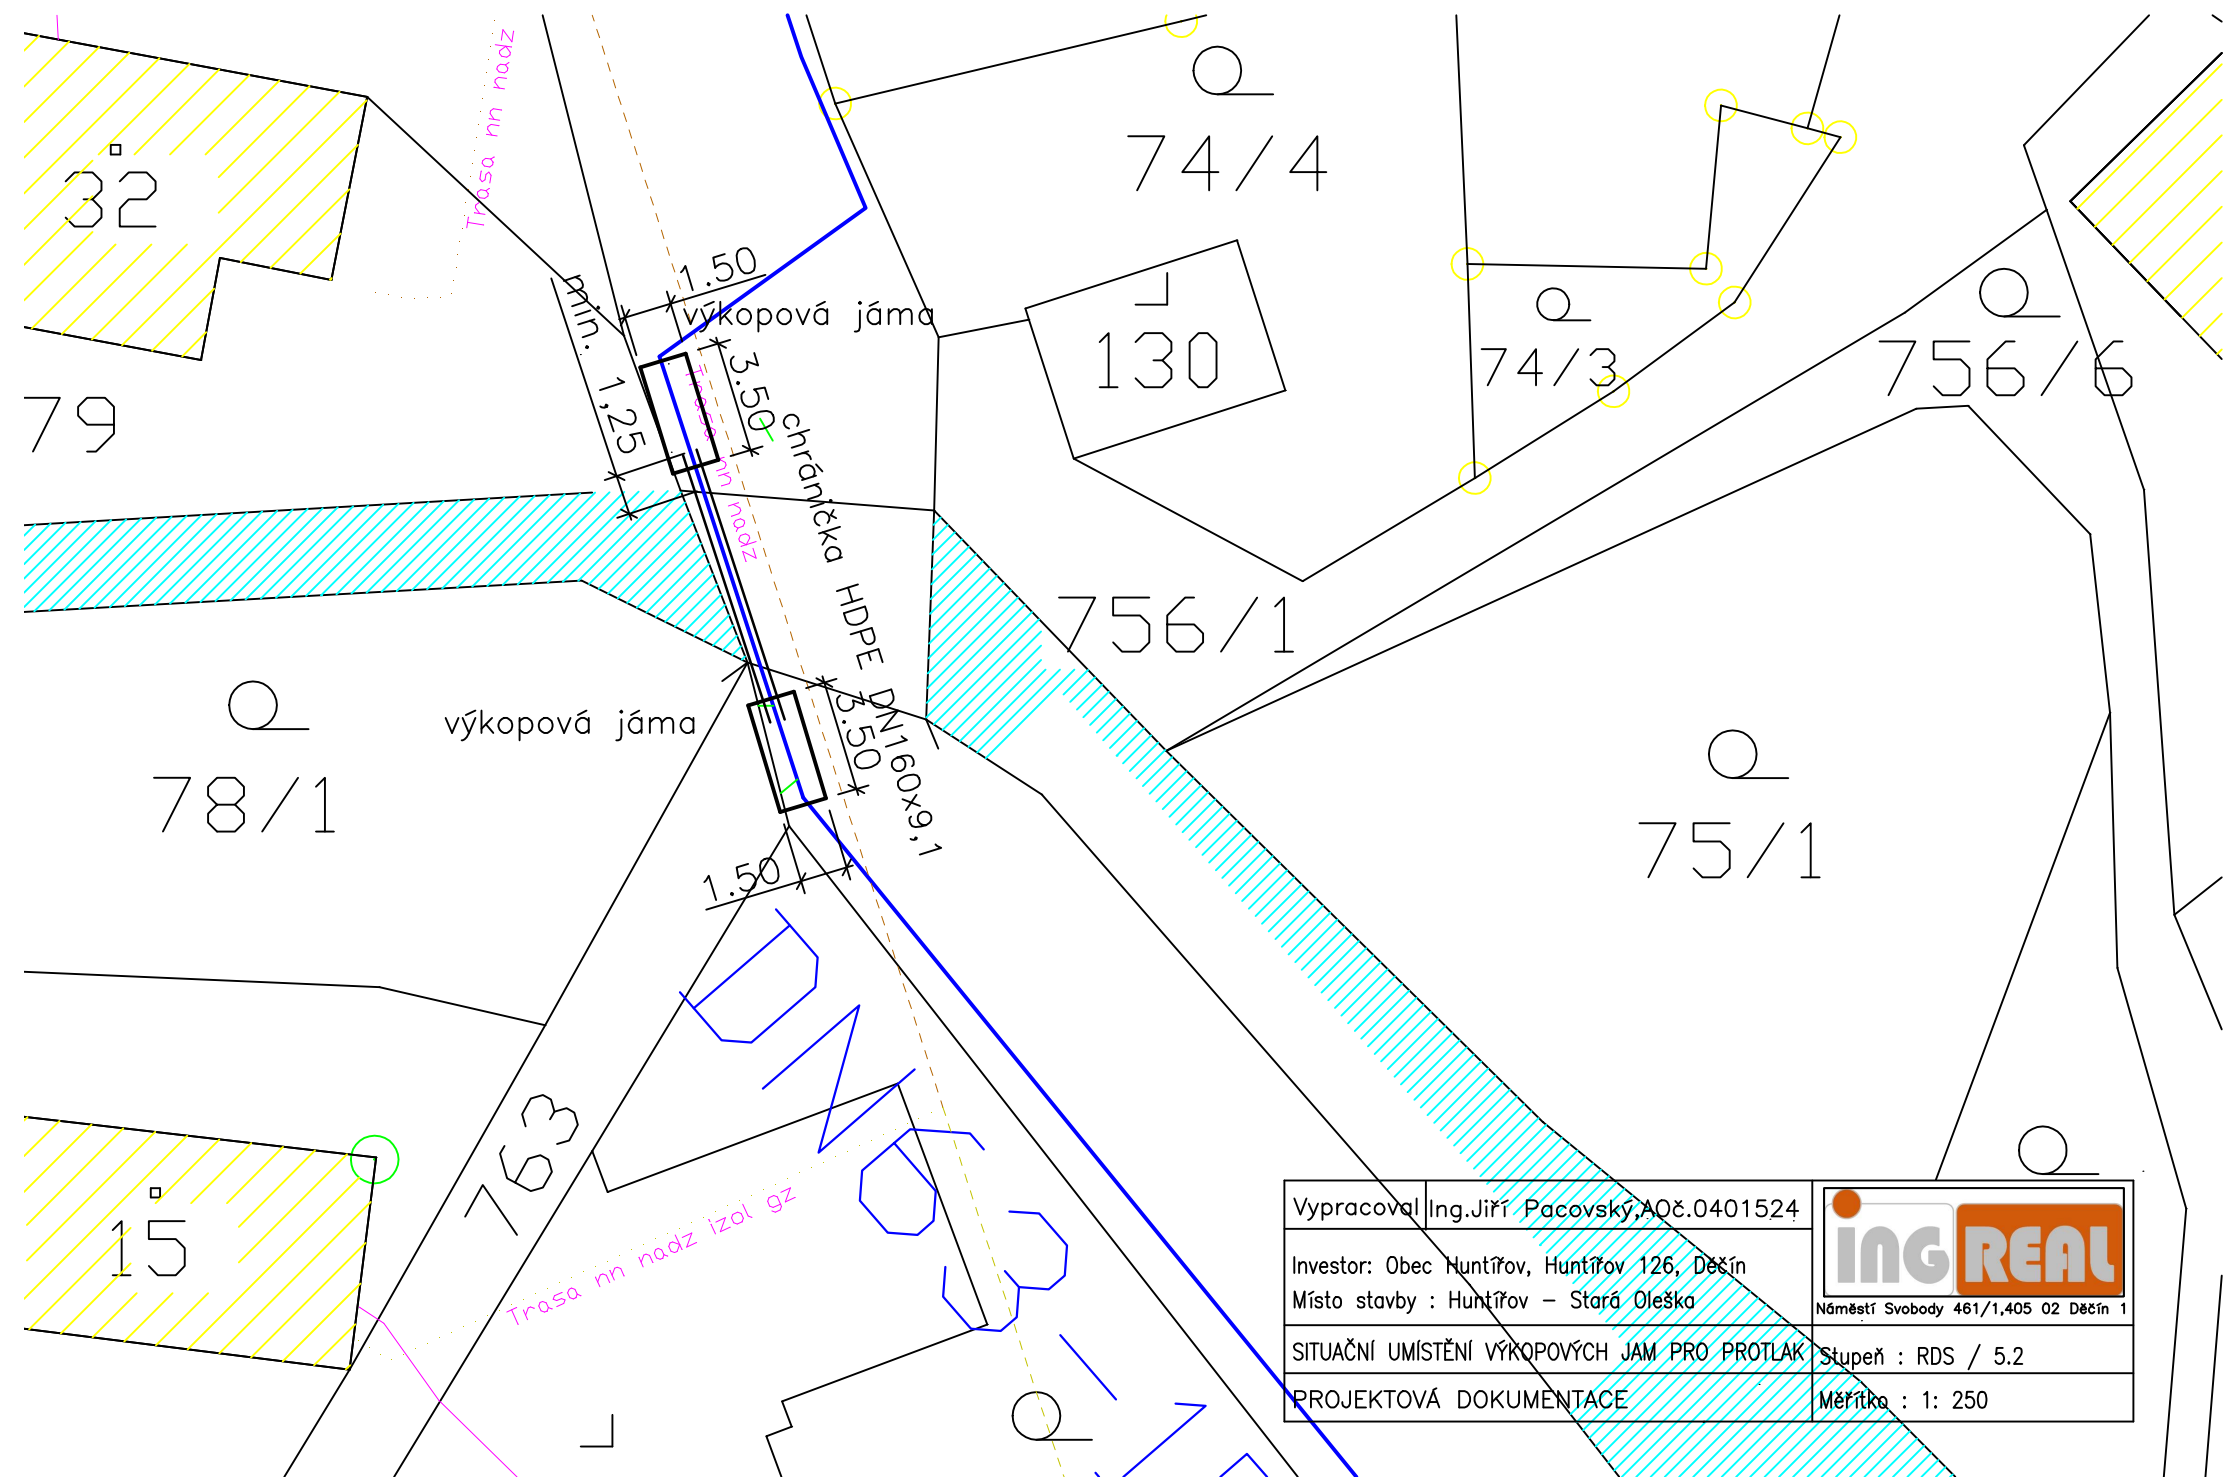 Trasa nn nadz
74/4
32
1.50
výkopová jáma
min. 1,25
3.50
130
74/3
756/6
79
Trasa nn nadz
chránička HDPE DN160x9,1
756/1
výkopová jáma
3.50
78/1
75/1
1.50
763
15
Trasa nn nadz izol gz
Vypracoval Ing.Jiří Pacovský,AOč.0401524
Investor: Obec Huntířov, Huntířov 126, Děčín
Místo stavby : Huntířov – Stará Oleška
ING REAL
Náměstí Svobody 461/1,405 02 Děčín 1
SITUAČNÍ UMÍSTĚNÍ VÝKOPOVÝCH JAM PRO PROTLAK
Stupeň : RDS / 5.2
PROJEKTOVÁ DOKUMENTACE
Měřítko : 1: 250